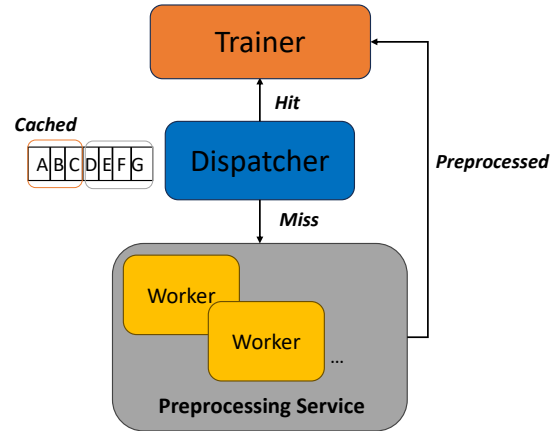 Trainer
Hit
Cached
A B C D E F G
Dispatcher
Preprocessed
Miss
Worker
Worker
...
Preprocessing Service